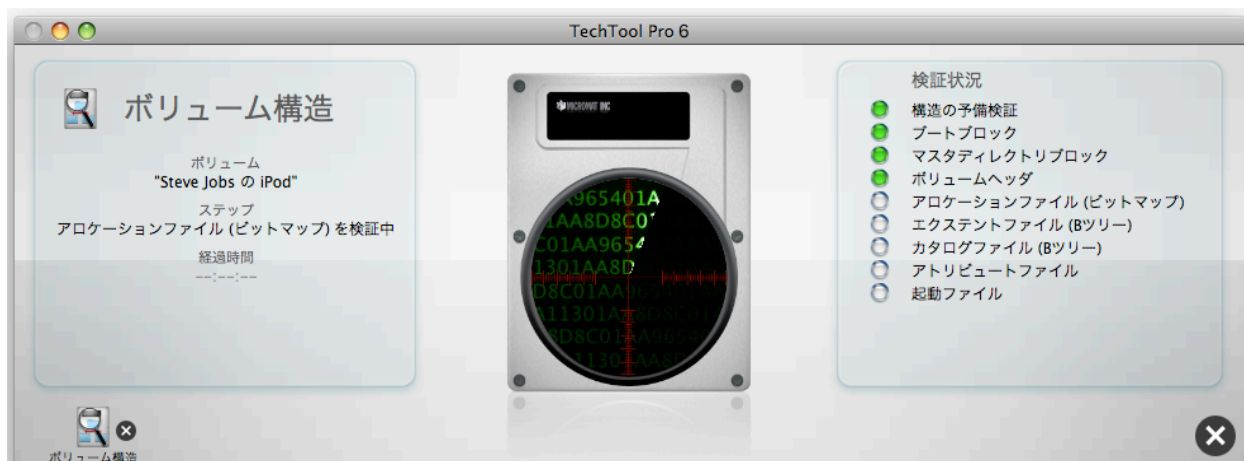 TechTool Pro 6
ボリューム構造
ボリューム
"Steve Jobs の iPod"
ステップ
アロケーションファイル (ビットマップ) を検証中
経過時間
--:--:--
MICROMAT INC
A965401A
1AA8D8C01
C01AA9654
1301AA8D
D8C01AA965401AA
A11301AA8D8C01
8D8C01AA9654
1130 AA8D
検証状況
構造の予備検証
ブートブロック
マスタディレクトリブロック
ボリュームヘッダ
アロケーションファイル (ビットマップ)
エクステントファイル (Bツリー)
カタログファイル (Bツリー)
アトリビュートファイル
起動ファイル
ボリューム構造